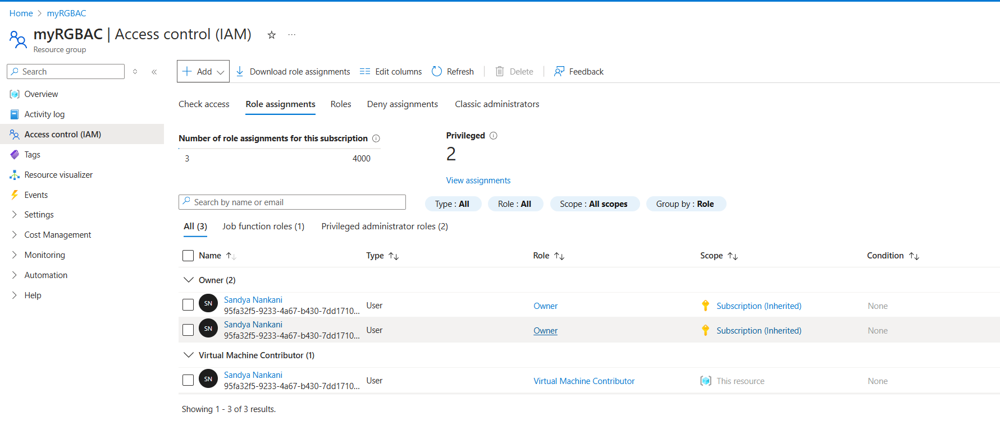 Home > myRGBAC
myRGBAC | Access control (IAM) ☆ ...
Resource group
Search
Overview
Activity log
Access control (IAM)
Tags
Resource visualizer
Events
Settings
Cost Management
Monitoring
Automation
Help
Add Download role assignments Edit columns Refresh Delete Feedback
Check access Role assignments Roles Deny assignments Classic administrators
Number of role assignments for this subscription
3 4000
Privileged
2
View assignments
Search by name or email Type : All Role : All Scope : All scopes Group by : Role
All (3) Job function roles (1) Privileged administrator roles (2)
Name Type Role Scope Condition
Owner (2)
SN Sandya Nankani
95fa32f5-9233-4a67-b430-7dd1710... User Owner Subscription (Inherited) None
SN Sandya Nankani
95fa32f5-9233-4a67-b430-7dd1710... User Owner Subscription (Inherited) None
Virtual Machine Contributor (1)
SN Sandya Nankani
95fa32f5-9233-4a67-b430-7dd1710... User Virtual Machine Contributor This resource None
Showing 1 - 3 of 3 results.